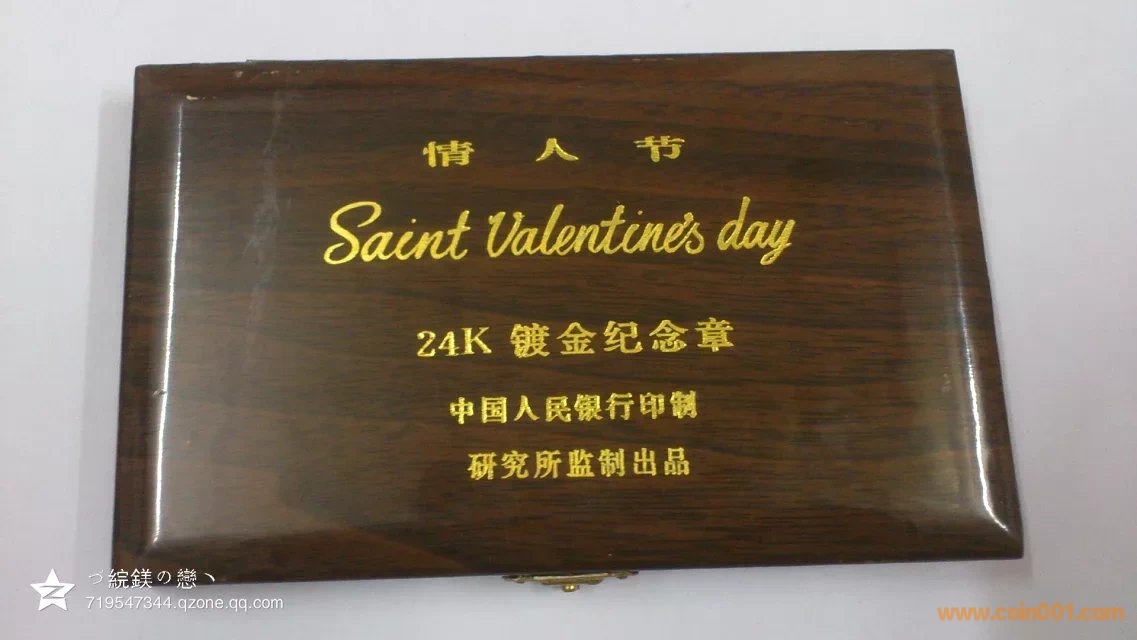 情人节
Saint Valentine's day
24K 镀金纪念章
中国人民银行印制
研究所监制出品
づ綄鎂の戀丶
719547344.qzone.qq.com
www.coin001.com